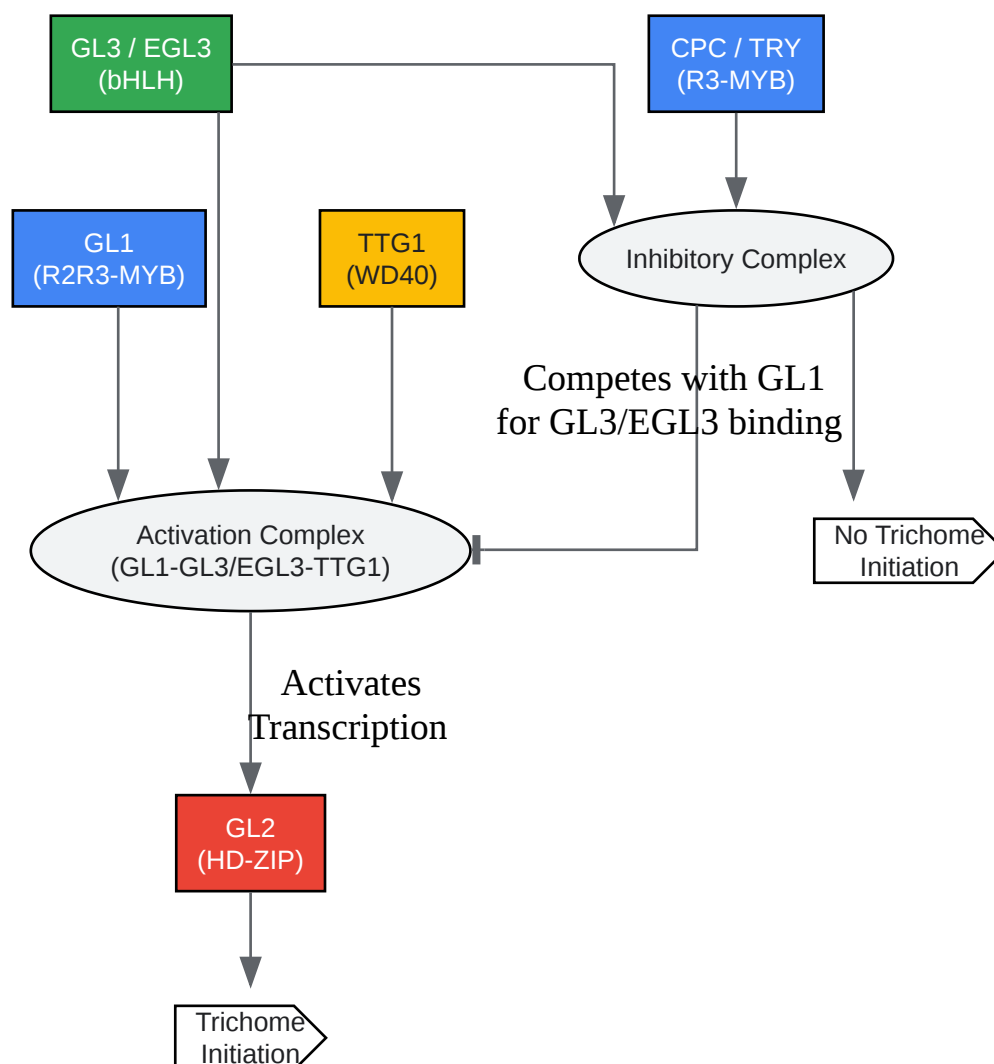 GL3 / EGL3
(bHLH)
CPC / TRY
(R3-MYB)
GL1
(R2R3-MYB)
TTG1
(WD40)
Inhibitory Complex
Competes with GL1
for GL3/EGL3 binding
Activation Complex
(GL1-GL3/EGL3-TTG1)
No Trichome
Initiation
Activates
Transcription
GL2
(HD-ZIP)
Trichome
Initiation